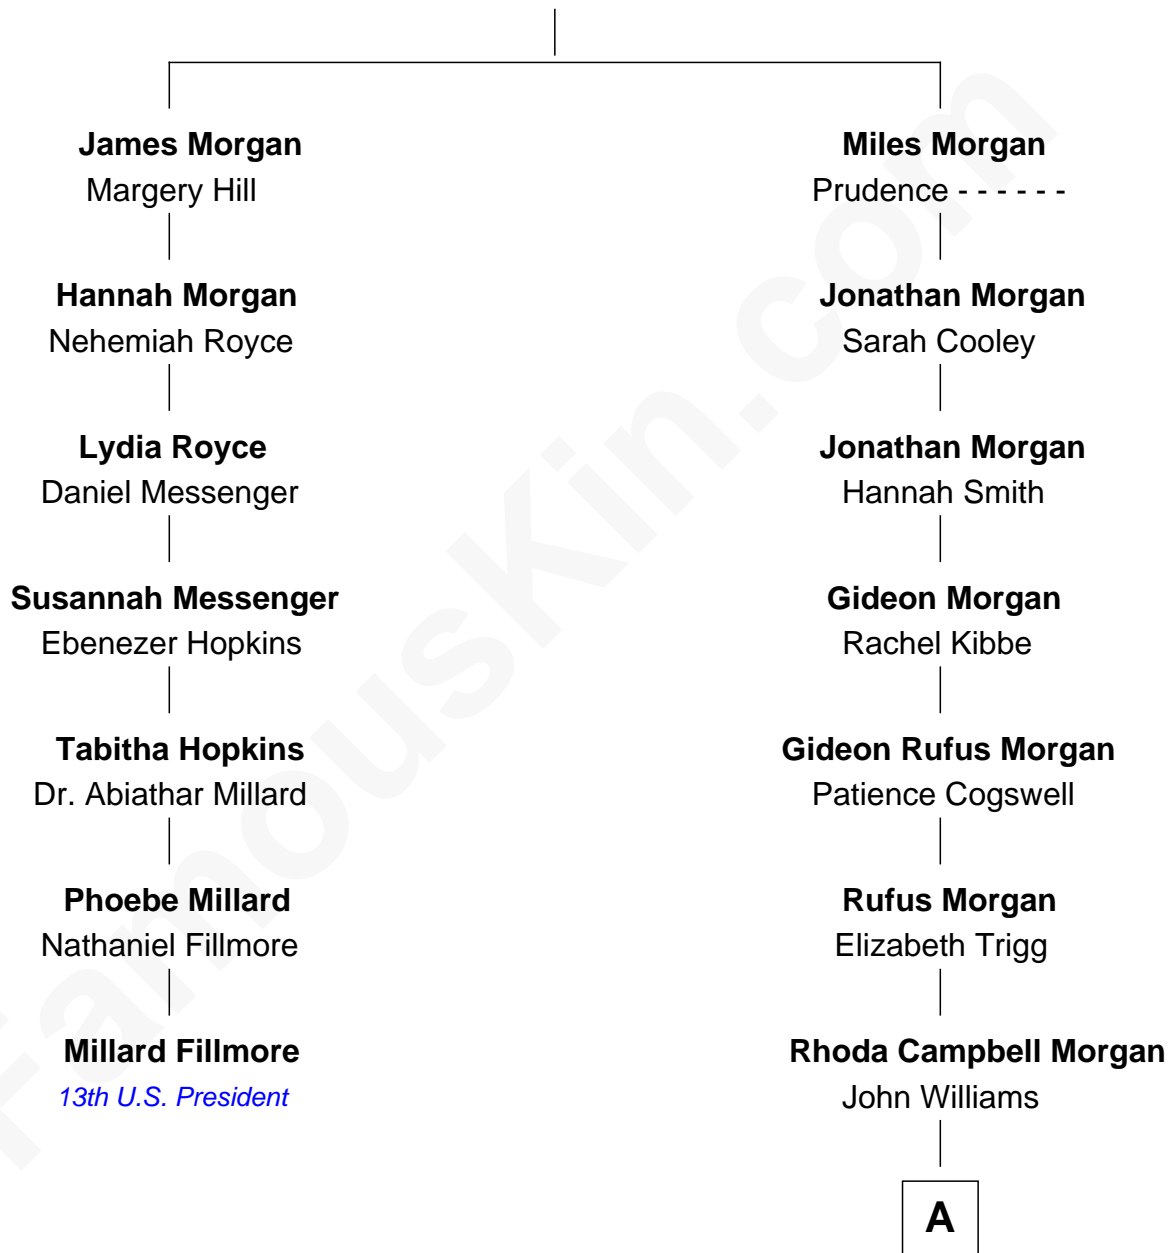 James Morgan
Margery Hill
Miles Morgan
Prudence - - - - - -
Hannah Morgan
Nehemiah Royce
Jonathan Morgan
Sarah Cooley
Lydia Royce
Daniel Messenger
Jonathan Morgan
Hannah Smith
Susannah Messenger
Ebenezer Hopkins
Gideon Morgan
Rachel Kibbe
Tabitha Hopkins
Dr. Abiathar Millard
Gideon Rufus Morgan
Patience Cogswell
Phoebe Millard
Nathaniel Fillmore
Rufus Morgan
Elizabeth Trigg
Millard Fillmore
13th U.S. President
Rhoda Campbell Morgan
John Williams
A
FamousKin.com